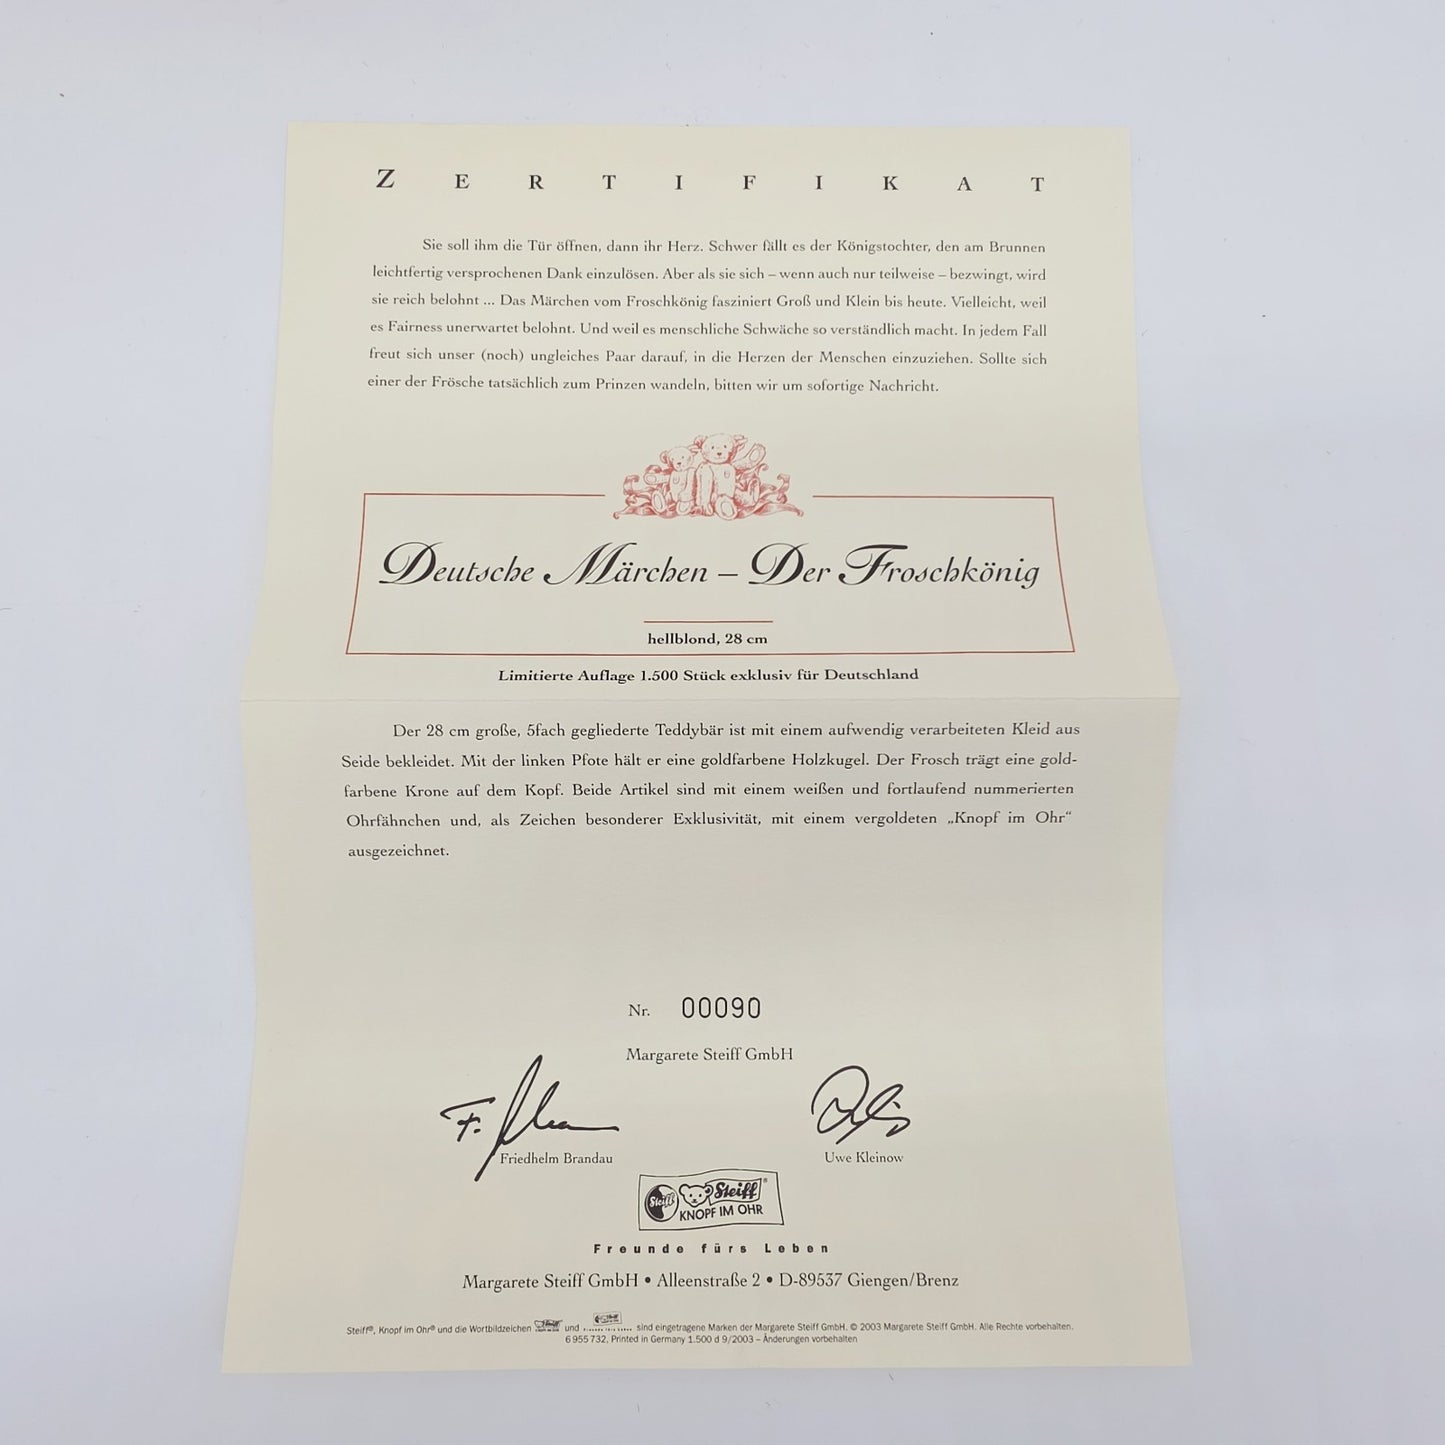 ZERTIFIKAT
Sie soll ihm die Tür öffnen, dann ihr Herz. Schwer fällt es der Königstochter, den am Brunnen
leichtfertig versprochenen Dank einzulösen. Aber als sie sich – wenn auch nur teilweise – bezwingt, wird
sie reich belohnt ... Das Märchen vom Froschkönig fasziniert Groß und Klein bis heute. Vielleicht, weil
es Fairness unerwartet belohnt. Und weil es menschliche Schwäche so verständlich macht. In jedem Fall
freut sich unser (noch) ungleiches Paar darauf, in die Herzen der Menschen einzuziehen. Sollte sich
einer der Frösche tatsächlich zum Prinzen wandeln, bitten wir um sofortige Nachricht.
Deutsche Märchen – Der Froschkönig
hellblond, 28 cm
Limitierte Auflage 1.500 Stück exklusiv für Deutschland
Der 28 cm große, 5fach gegliederte Teddybär ist mit einem aufwendig verarbeiteten Kleid aus
Seide bekleidet. Mit der linken Pfote hält er eine goldfarbene Holzkugel. Der Frosch trägt eine gold-
farbene Krone auf dem Kopf. Beide Artikel sind mit einem weißen und fortlaufend nummerierten
Ohrfähnchen und, als Zeichen besonderer Exklusivität, mit einem vergoldeten „Knopf im Ohr“
ausgezeichnet.
Nr. 00090
Margarete Steiff GmbH
Friedhelm Brandau
Uwe Kleinow
Steiff Steiff®
KNOPF IM OHR
Freunde fürs Leben
Margarete Steiff GmbH • Alleenstraße 2 • D-89537 Giengen/Brenz
Steiff®, Knopf im Ohr® und die Wortbildzeichen und sind eingetragene Marken der Margarete Steiff GmbH. © 2003 Margarete Steiff GmbH. Alle Rechte vorbehalten.
6 955 732, Printed in Germany 1.500 d 9/2003 – Änderungen vorbehalten